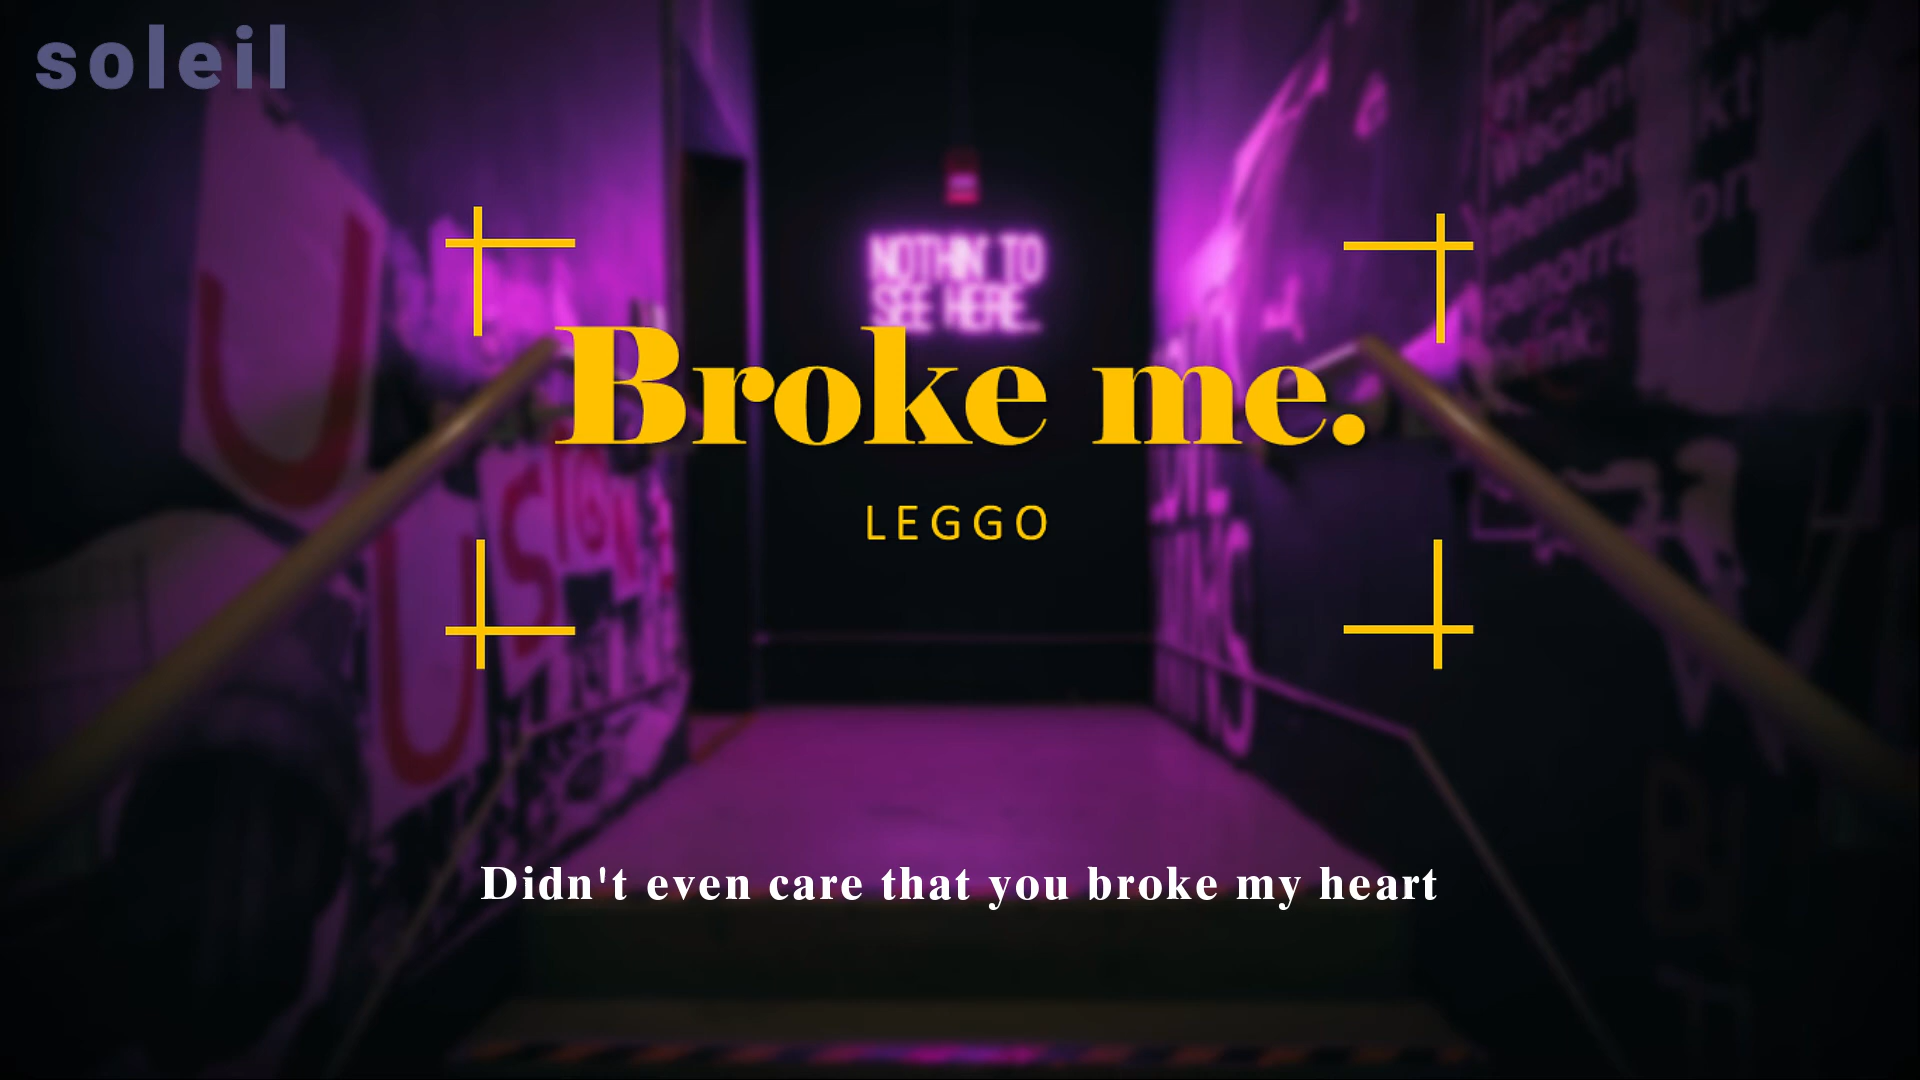 soleil
NOTHIN' TO
SEE HERE...
Broke me.
LEGGO
Didn't even care that you broke my heart